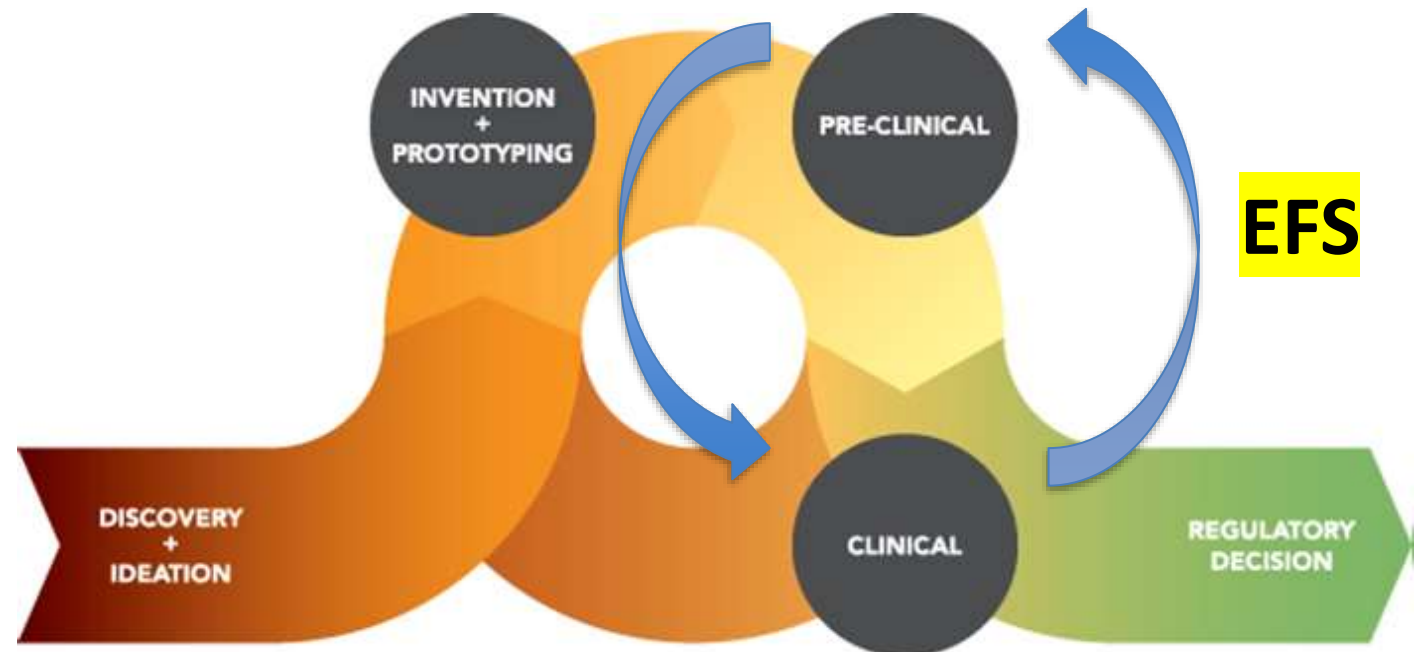 INVENTION
+
PROTOTYPING
PRE-CLINICAL
EFS
DISCOVERY
+
IDEATION
CLINICAL
REGULATORY
DECISION